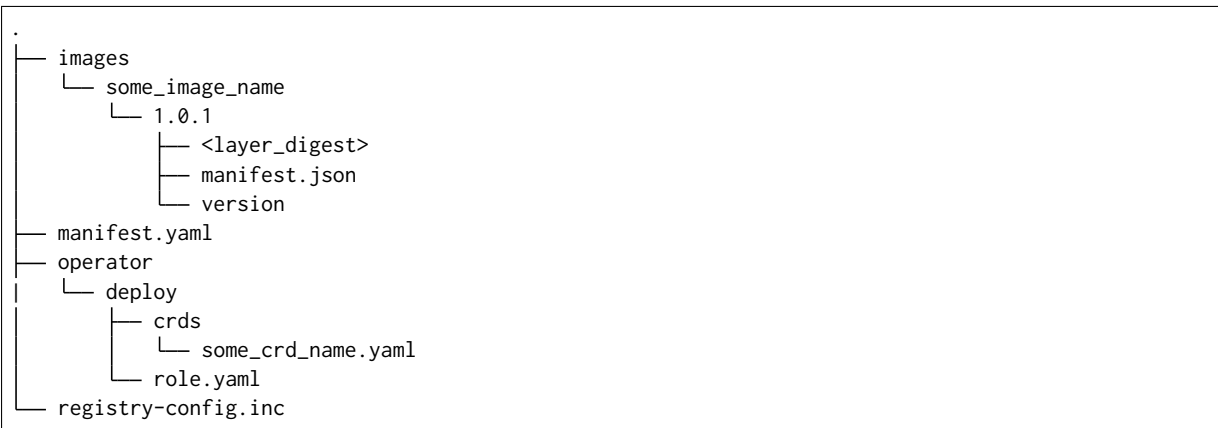 .
├── images
│   └── some_image_name
│       └── 1.0.1
│           ├── <layer_digest>
│           ├── manifest.json
│           └── version
├── manifest.yaml
├── operator
|   └── deploy
│       ├── crds
│       │   └── some_crd_name.yaml
│       └── role.yaml
└── registry-config.inc